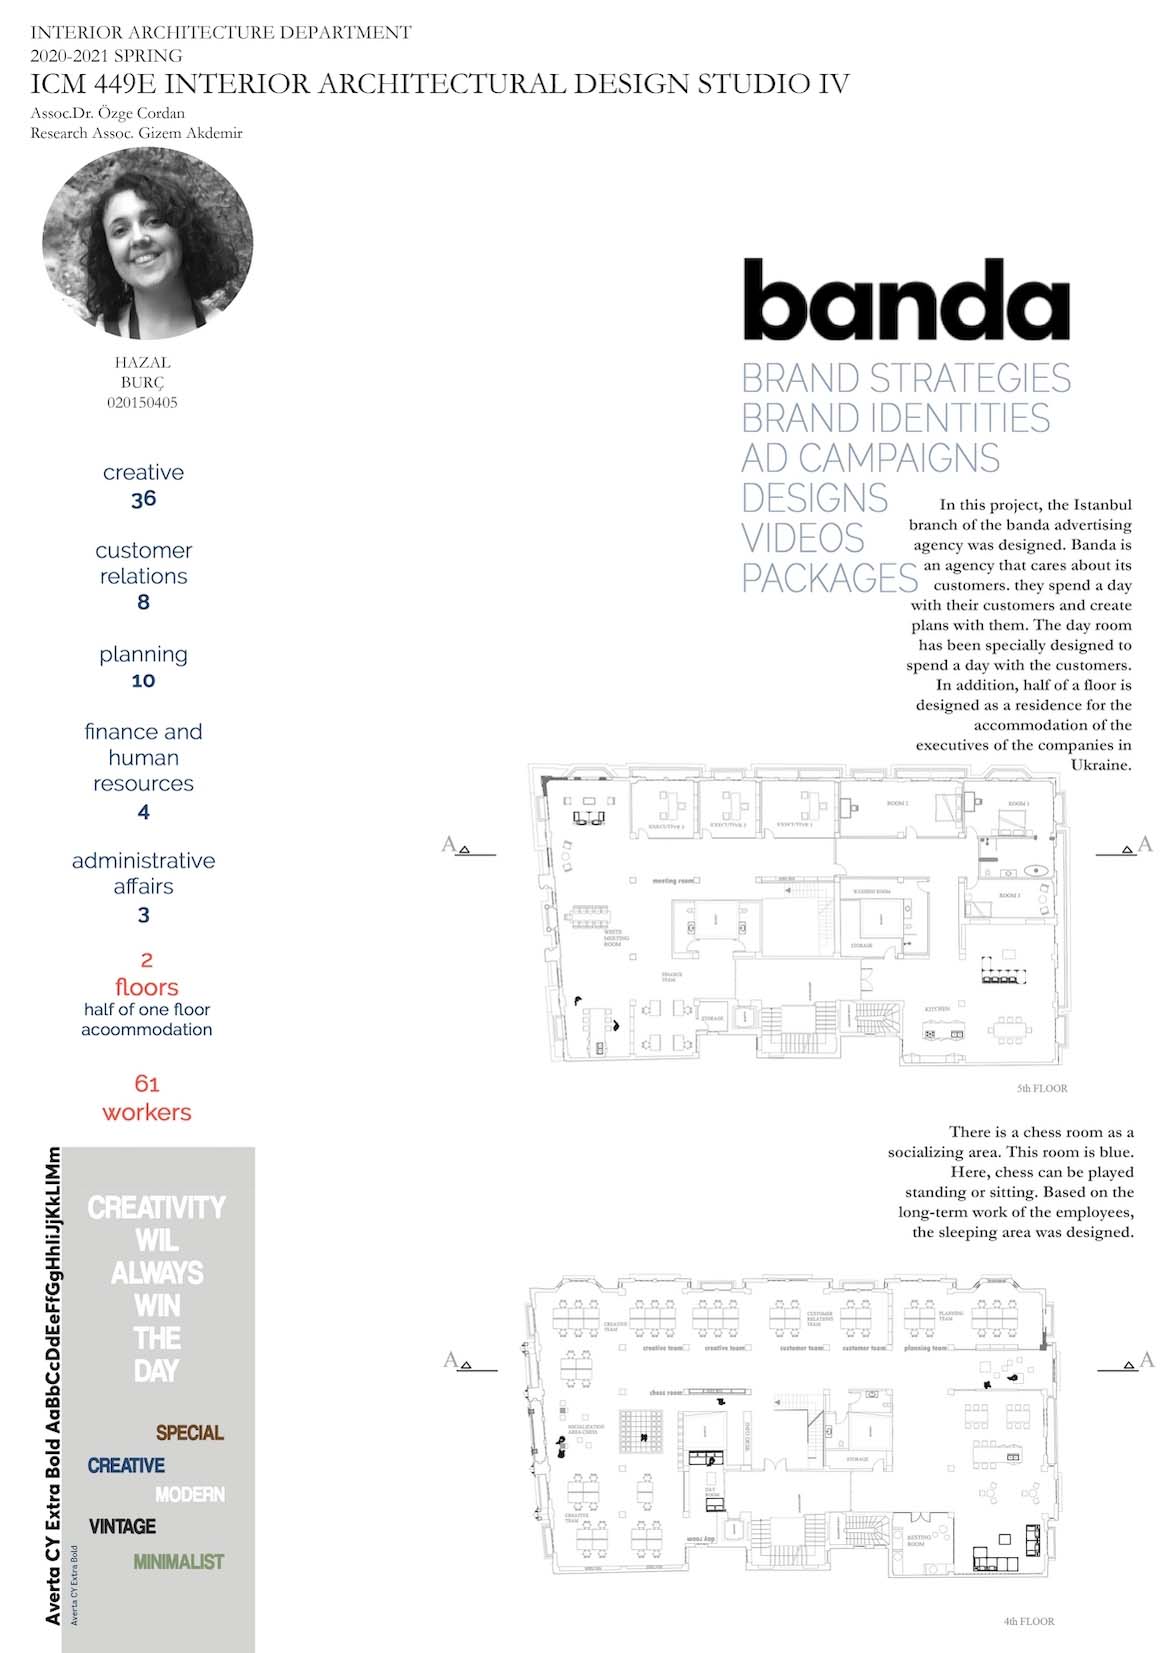 INTERIOR ARCHITECTURE DEPARTMENT
2020-2021 SPRING
ICM 449E INTERIOR ARCHITECTURAL DESIGN STUDIO IV
Assoc.Dr. Özge Cordan
Research Assoc. Gizem Akdemir
HAZAL
BURÇ
020150405
creative
36
customer
relations
8
planning
10
finance and
human
resources
4
administrative
affairs
3
2
floors
half of one floor
acoommodation
61
workers
Averta CY Extra Bold AaBbCcDdEeFfGgHhIiJjKkLlMm
Averta CY Extra Bold
CREATIVITY
WIL
ALWAYS
WIN
THE
DAY
SPECIAL
CREATIVE
MODERN
VINTAGE
MINIMALIST
banda
BRAND STRATEGIES
BRAND IDENTITIES
AD CAMPAIGNS
DESIGNS
VIDEOS
PACKAGES
In this project, the Istanbul
branch of the banda advertising
agency was designed. Banda is
an agency that cares about its
customers. they spend a day
with their customers and create
plans with them. The day room
has been specially designed to
spend a day with the customers.
In addition, half of a floor is
designed as a residence for the
accommodation of the
executives of the companies in
Ukraine.
A
A
ROOM 2
ROOM 1
meeting room
ROOM 3
STORAGE
WHITE
MEETING
ROOM
FINANCE
TEAM
STORAGE
KITCHEN
5th FLOOR
There is a chess room as a
socializing area. This room is blue.
Here, chess can be played
standing or sitting. Based on the
long-term work of the employees,
the sleeping area was designed.
A
A
CREATIVE
TEAM
CUSTOMER
RELATIONS
TEAM
PLANNING
TEAM
creative team
creative team
customer team
customer team
planning team
chess room
SOCIALIZATION
AREA-CHESS
STORAGE
DAY
ROOM
CREATIVE
TEAM
day room
RESTING
ROOM
4th FLOOR